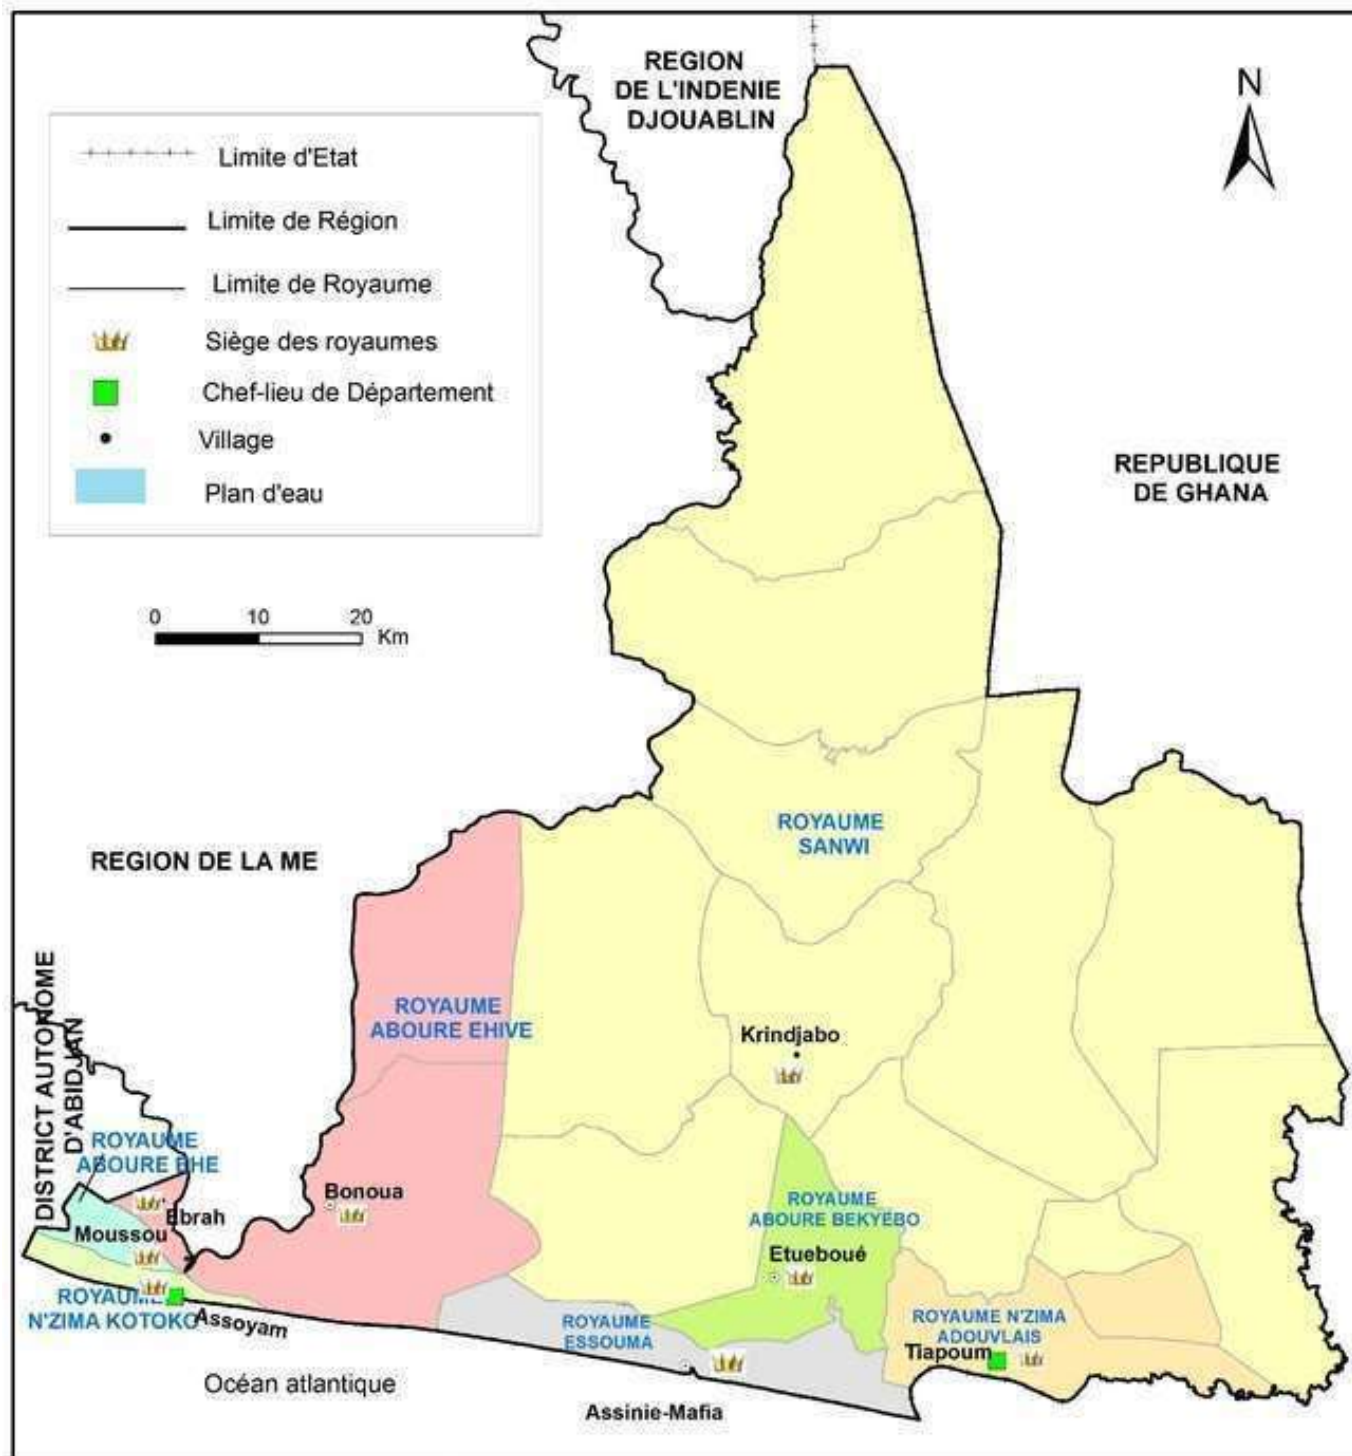 REGION
DE L'INDENIE
DJOUABLIN
N
Limite d'Etat
Limite de Région
Limite de Royaume
Siège des royaumes
Chef-lieu de Département
Village
Plan d'eau
REPUBLIQUE
DE GHANA
0 10 20
Km
ROYAUME
SANWI
REGION DE LA ME
DISTRICT AUTONOME
D'ABIDJAN
ROYAUME
ABOURE EHIVE
Krindjabo
ROYAUME
ABOURE EHE
Bonoua
Ebrah
Moussou
ROYAUME
ABOURE BEKYEBO
Etueboué
ROYAUME
N'ZIMA KOTOKO
Assoyam
ROYAUME
ESSOUMA
ROYAUME N'ZIMA
ADOUVLAIS
Tiapoum
Océan atlantique
Assinie-Mafia